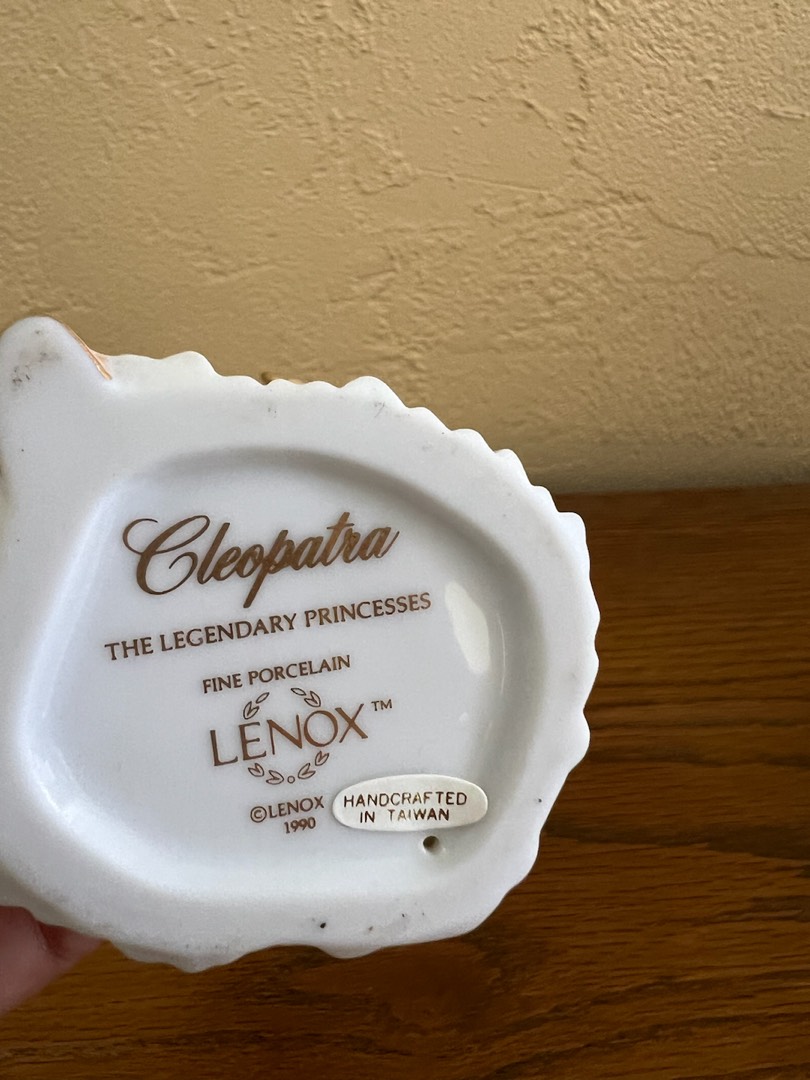 Cleopatra
THE LEGENDARY PRINCESSES
FINE PORCELAIN
LENOX™
©LENOX
1990
HANDCRAFTED
IN TAIWAN